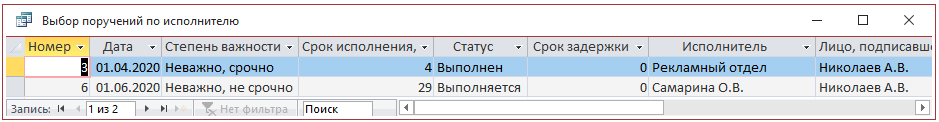 Выбор поручений по исполнителю
Номер Дата Степень важности Срок исполнения, Статус Срок задержки Исполнитель Лицо, подписавше
3 01.04.2020 Неважно, срочно 4 Выполнен 0 Рекламный отдел Николаев А.В.
6 01.06.2020 Неважно, не срочно 29 Выполняется 0 Самарина О.В. Николаев А.В.
Запись: 1 из 2 Нет фильтра Поиск